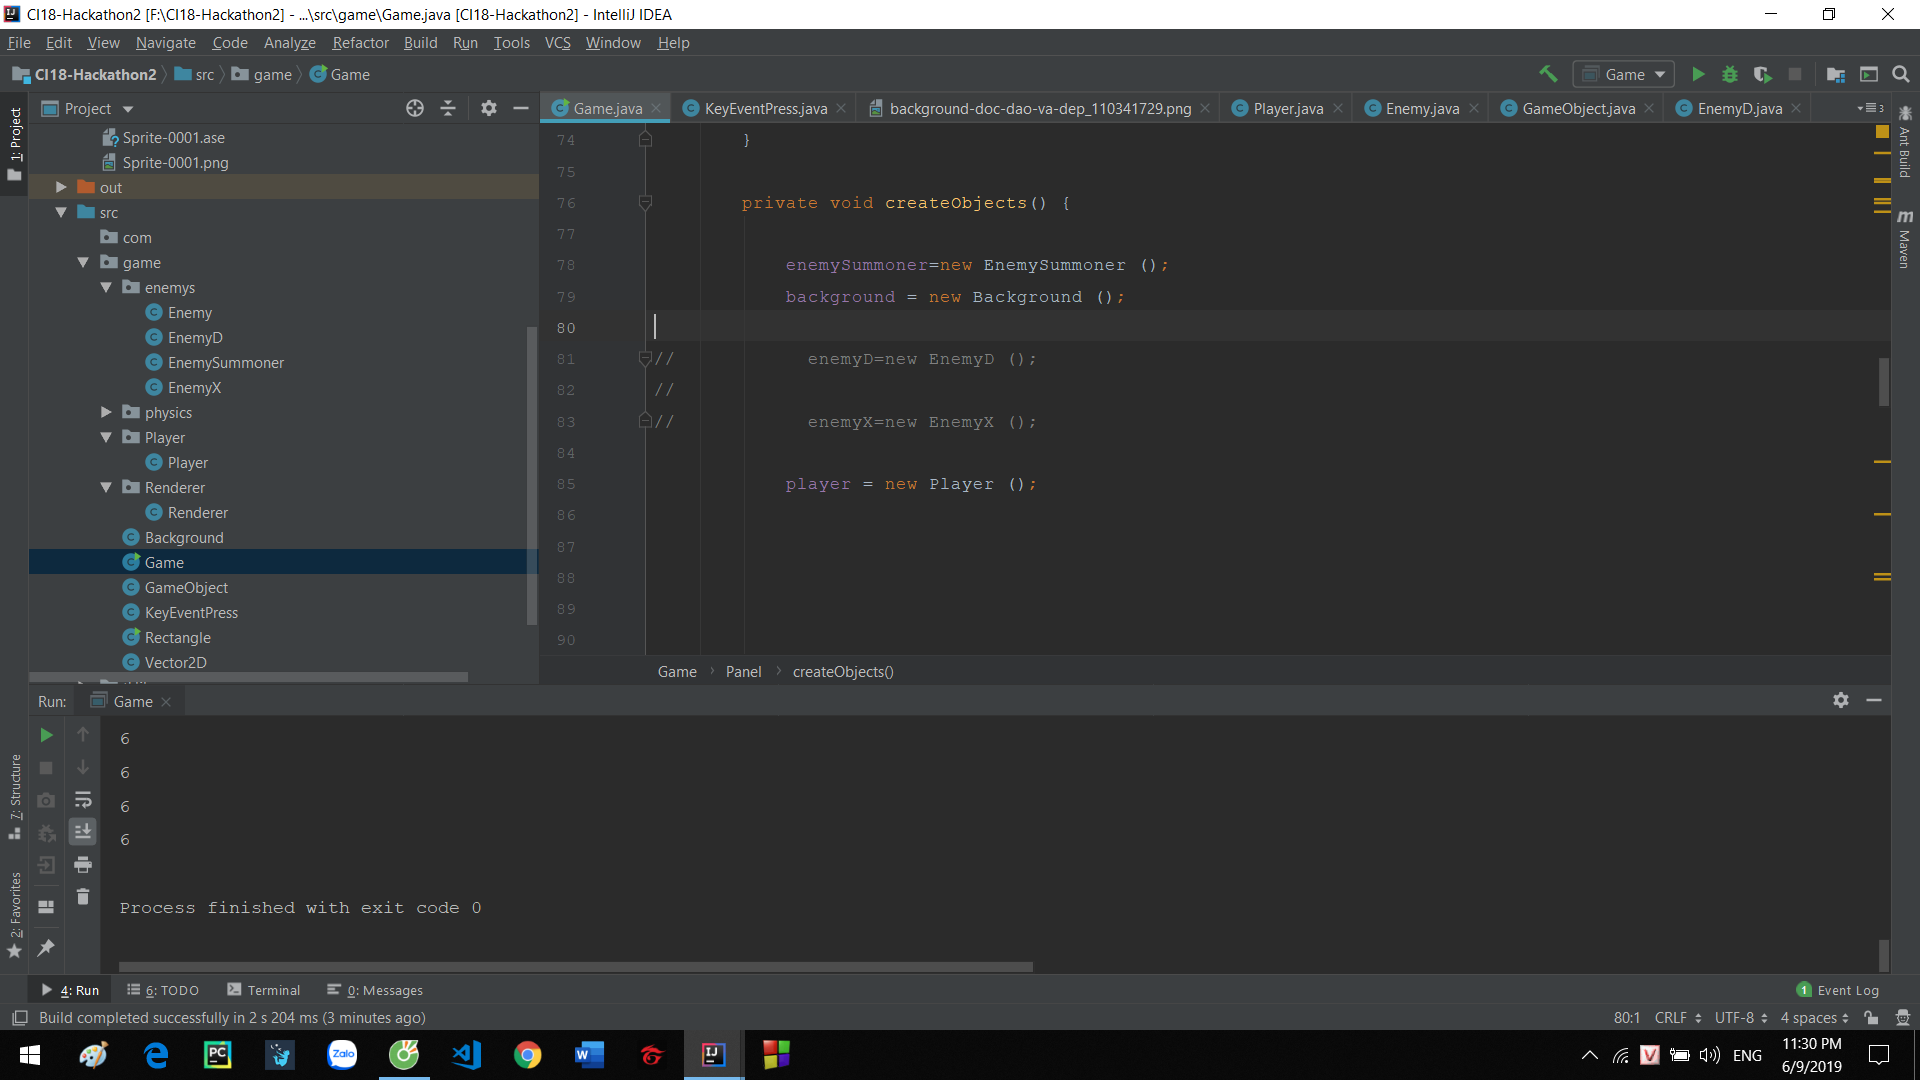 CI18-Hackathon2 [F:\CI18-Hackathon2] - ...\src\game\Game.java [CI18-Hackathon2] - IntelliJ IDEA
File Edit View Navigate Code Analyze Refactor Build Run Tools VCS Window Help
CI18-Hackathon2 src game Game
Game
Project
Game.java KeyEventPress.java background-doc-dao-va-dep_110341729.png Player.java Enemy.java GameObject.java EnemyD.java 3
1: Project
Sprite-0001.ase
Sprite-0001.png
out
src
com
game
enemys
Enemy
EnemyD
EnemySummoner
EnemyX
physics
Player
Player
Renderer
Renderer
Background
Game
GameObject
KeyEventPress
Rectangle
Vector2D
74 }
75
76 private void createObjects() {
77
78 enemySummoner=new EnemySummoner ();
79 background = new Background ();
80
81 // enemyD=new EnemyD ();
82 //
83 // enemyX=new EnemyX ();
84
85 player = new Player ();
86
87
88
89
90
Game Panel createObjects()
Ant Build
Maven
Run: Game
6
6
6
6
Process finished with exit code 0
7: Structure
2: Favorites
4: Run 6: TODO Terminal 0: Messages
1 Event Log
Build completed successfully in 2 s 204 ms (3 minutes ago)
80:1 CRLF UTF-8 4 spaces
PC Zalo W IJ V ENG
11:30 PM
6/9/2019